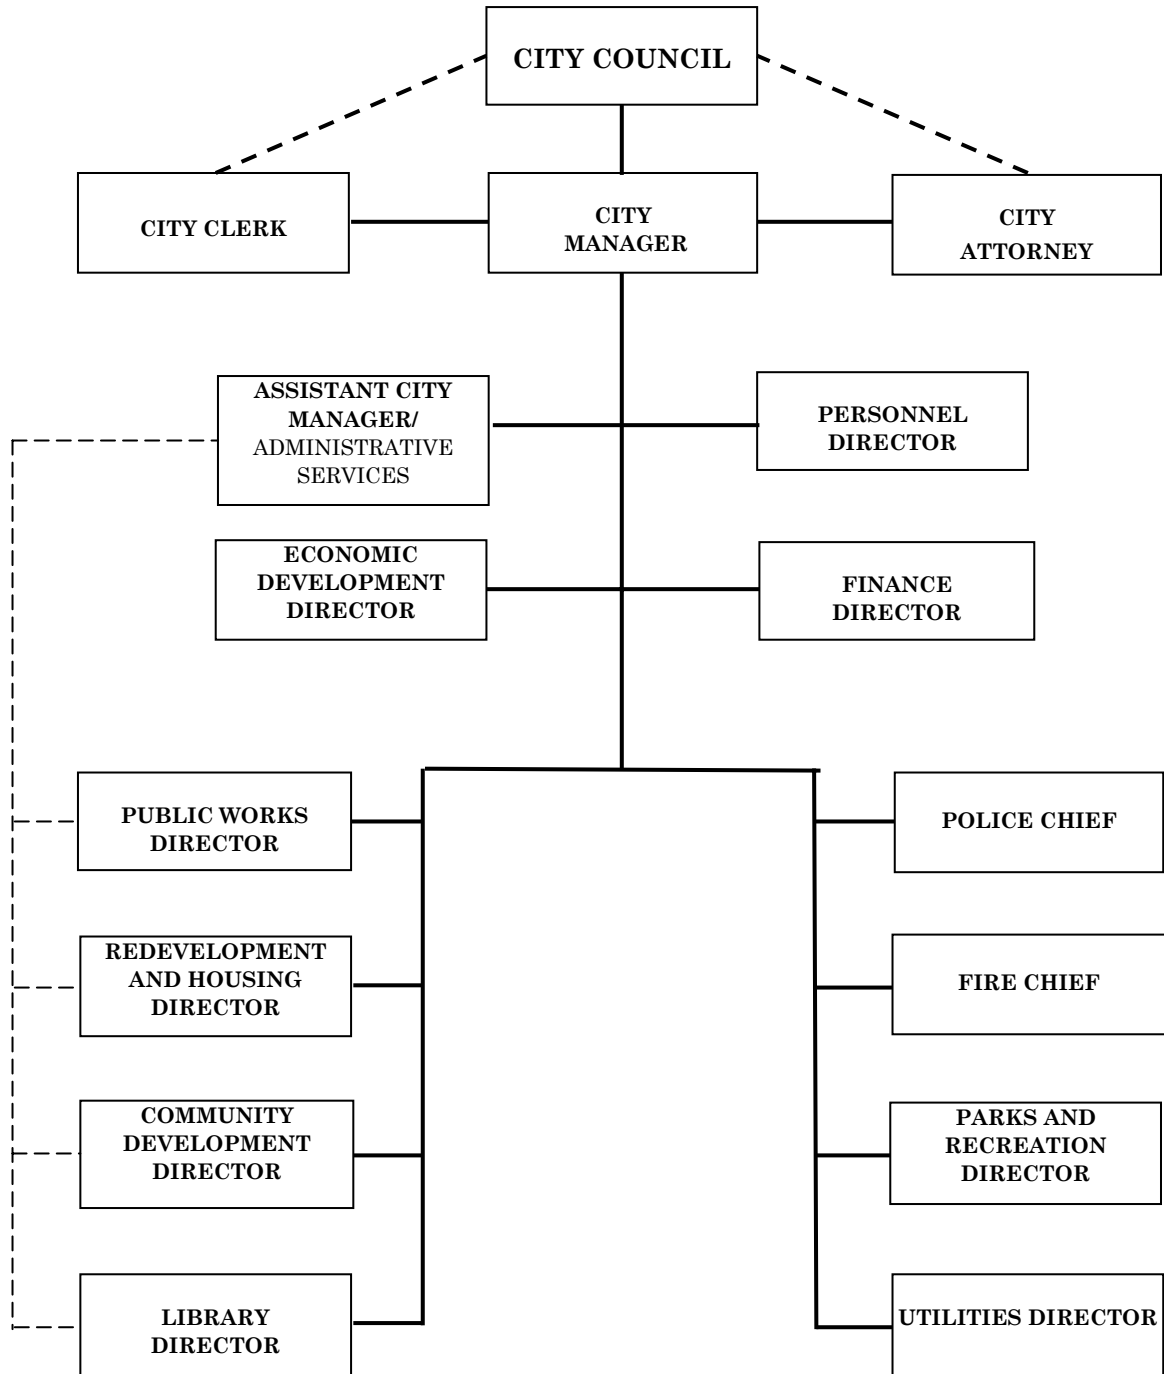 CITY COUNCIL
CITY CLERK
CITY
MANAGER
CITY
ATTORNEY
ASSISTANT CITY
MANAGER/
ADMINISTRATIVE
SERVICES
PERSONNEL
DIRECTOR
ECONOMIC
DEVELOPMENT
DIRECTOR
FINANCE
DIRECTOR
PUBLIC WORKS
DIRECTOR
POLICE CHIEF
REDEVELOPMENT
AND HOUSING
DIRECTOR
FIRE CHIEF
COMMUNITY
DEVELOPMENT
DIRECTOR
PARKS AND
RECREATION
DIRECTOR
LIBRARY
DIRECTOR
UTILITIES DIRECTOR